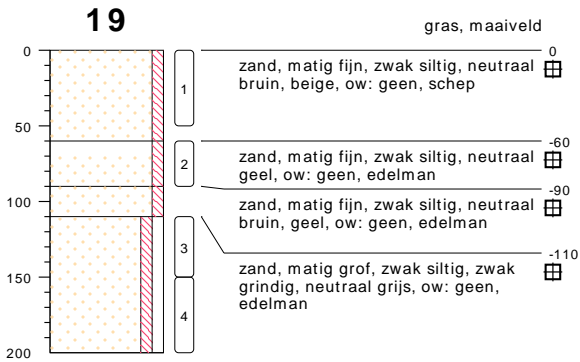 19
gras, maaiveld
0
0
zand, matig fijn, zwak siltig, neutraal
bruin, beige, ow: geen, schep
1
50
-60
zand, matig fijn, zwak siltig, neutraal
geel, ow: geen, edelman
2
-90
100
zand, matig fijn, zwak siltig, neutraal
bruin, geel, ow: geen, edelman
3
-110
zand, matig grof, zwak siltig, zwak
grindig, neutraal grijs, ow: geen,
edelman
150
4
200